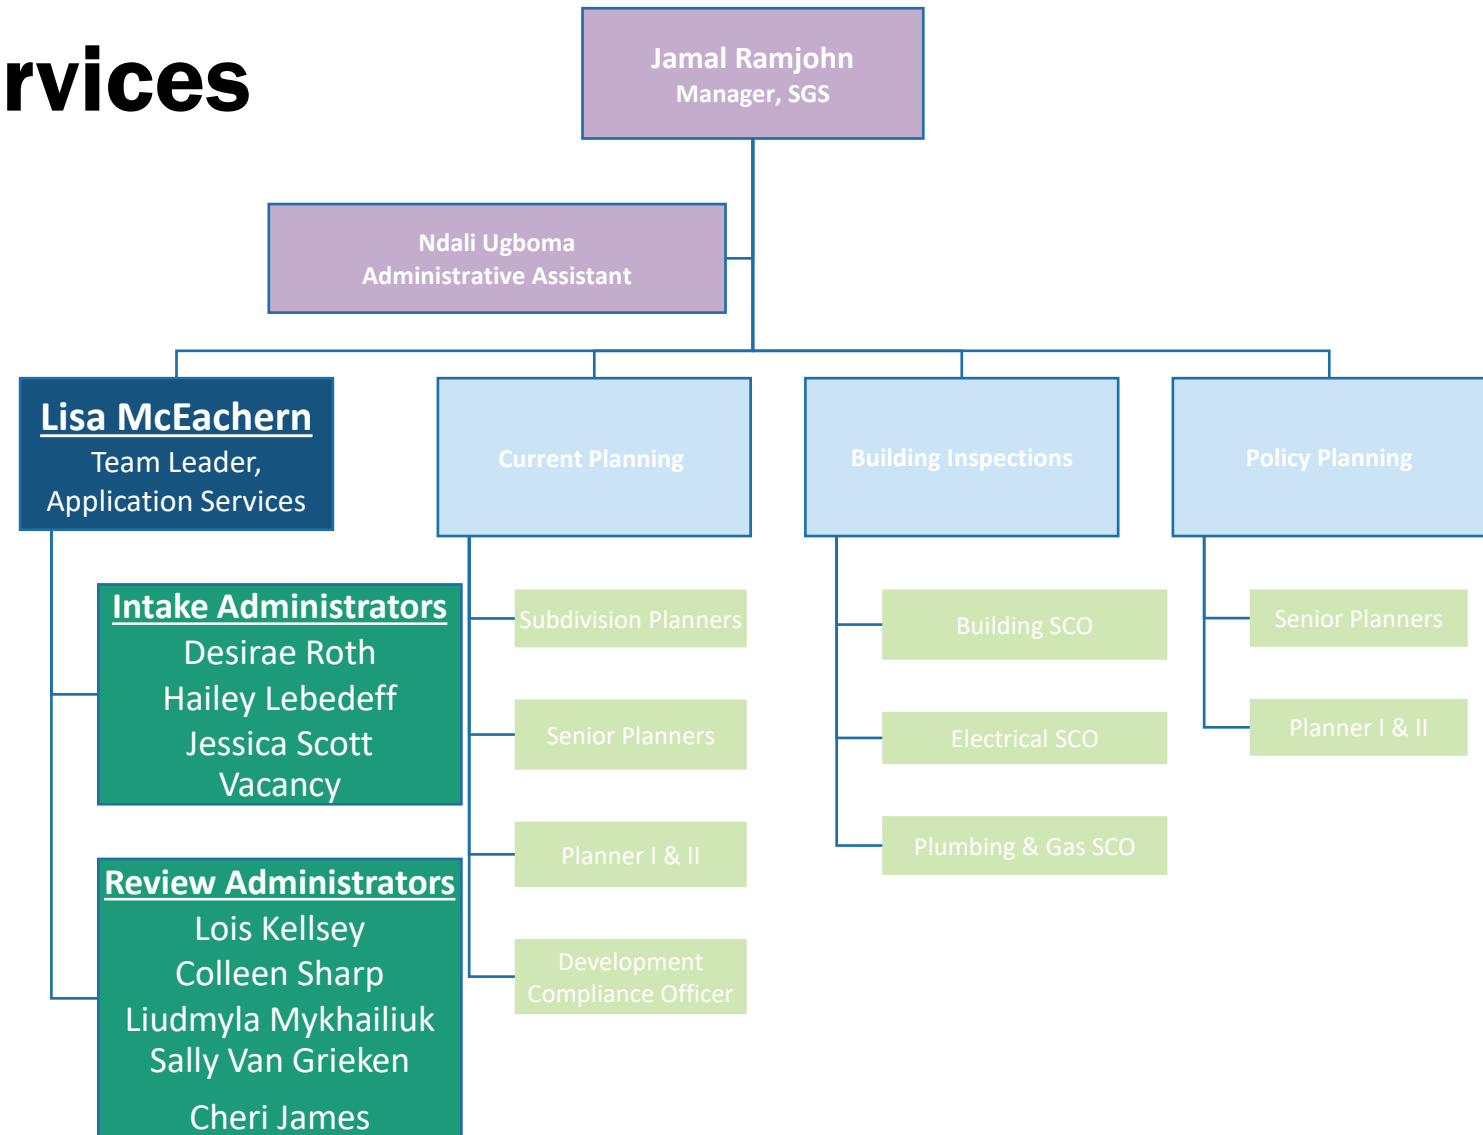 rvices
Jamal Ramjohn
Manager, SGS
Ndali Ugboma
Administrative Assistant
Lisa McEachern
Team Leader,
Application Services
Current Planning
Building Inspections
Policy Planning
Intake Administrators
Desirae Roth
Hailey Lebedeff
Jessica Scott
Vacancy
Review Administrators
Lois Kellsey
Colleen Sharp
Liudmyla Mykhailiuk
Sally Van Grieken
Cheri James
Subdivision Planners
Senior Planners
Planner I & II
Development
Compliance Officer
Building SCO
Electrical SCO
Plumbing & Gas SCO
Senior Planners
Planner I & II